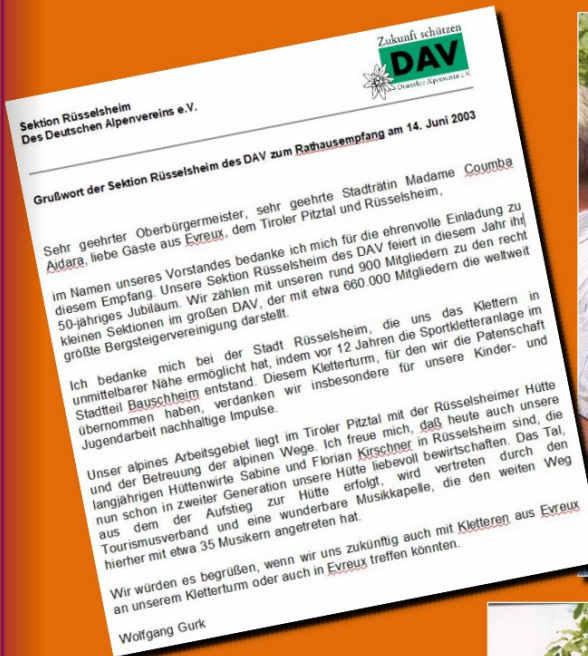 Zukunft schützen
DAV
Deutscher Alpenverein e.V.
Sektion Rüsselsheim
Des Deutschen Alpenvereins e.V.
Grußwort der Sektion Rüsselsheim des DAV zum Rathausempfang am 14. Juni 2003
Sehr geehrter Oberbürgermeister, sehr geehrte Stadträtin Madame Coumba
Aidara, liebe Gäste aus Evreux, dem Tiroler Pitztal und Rüsselsheim,
im Namen unseres Vorstandes bedanke ich mich für die ehrenvolle Einladung zu
diesem Empfang. Unsere Sektion Rüsselsheim des DAV feiert in diesem Jahr ihr
50-jähriges Jubiläum. Wir zählen mit unseren rund 900 Mitgliedern zu den recht
kleinen Sektionen im großen DAV, der mit etwa 660.000 Mitgliedern die weltweit
größte Bergsteigervereinigung darstellt.
Ich bedanke mich bei der Stadt Rüsselsheim, die uns das Klettern in
unmittelbarer Nähe ermöglicht hat, indem vor 12 Jahren die Sportkletteranlage im
Stadtteil Bauschheim entstand. Diesem Kletterturm, für den wir die Patenschaft
übernommen haben, verdanken wir insbesondere für unsere Kinder- und
Jugendarbeit nachhaltige Impulse.
Unser alpines Arbeitsgebiet liegt im Tiroler Pitztal mit der Rüsselsheimer Hütte
und der Betreuung der alpinen Wege. Ich freue mich, daß heute auch unsere
langjährigen Hüttenwirte Sabine und Florian Kirschner in Rüsselsheim sind, die
nun schon in zweiter Generation unsere Hütte liebevoll bewirtschaften. Das Tal,
aus dem der Aufstieg zur Hütte erfolgt, wird vertreten durch den
Tourismusverband und eine wunderbare Musikkapelle, die den weiten Weg
hierher mit etwa 35 Musikern angetreten hat.
Wir würden es begrüßen, wenn wir uns zukünftig auch mit Kletteren aus Evreux
an unserem Kletterturm oder auch in Evreux treffen könnten.
Wolfgang Gurk